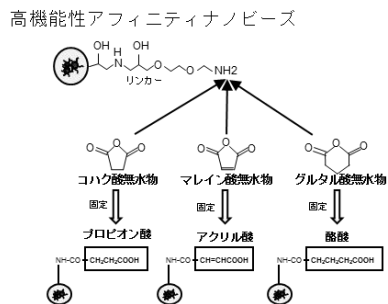 高機能性アフィニティナノビーズ
OH
H
N
OH
O
O
NH2
リンカー
O
O
O
O
O
O
O
O
O
コハク酸無水物
マレイン酸無水物
グルタル酸無水物
固定
固定
固定
プロピオン酸
アクリル酸
酪酸
NH-CO
CH₂CH₂COOH
NH-CO
CH=CHCOOH
NH-CO
CH₂CH₂CH₂COOH